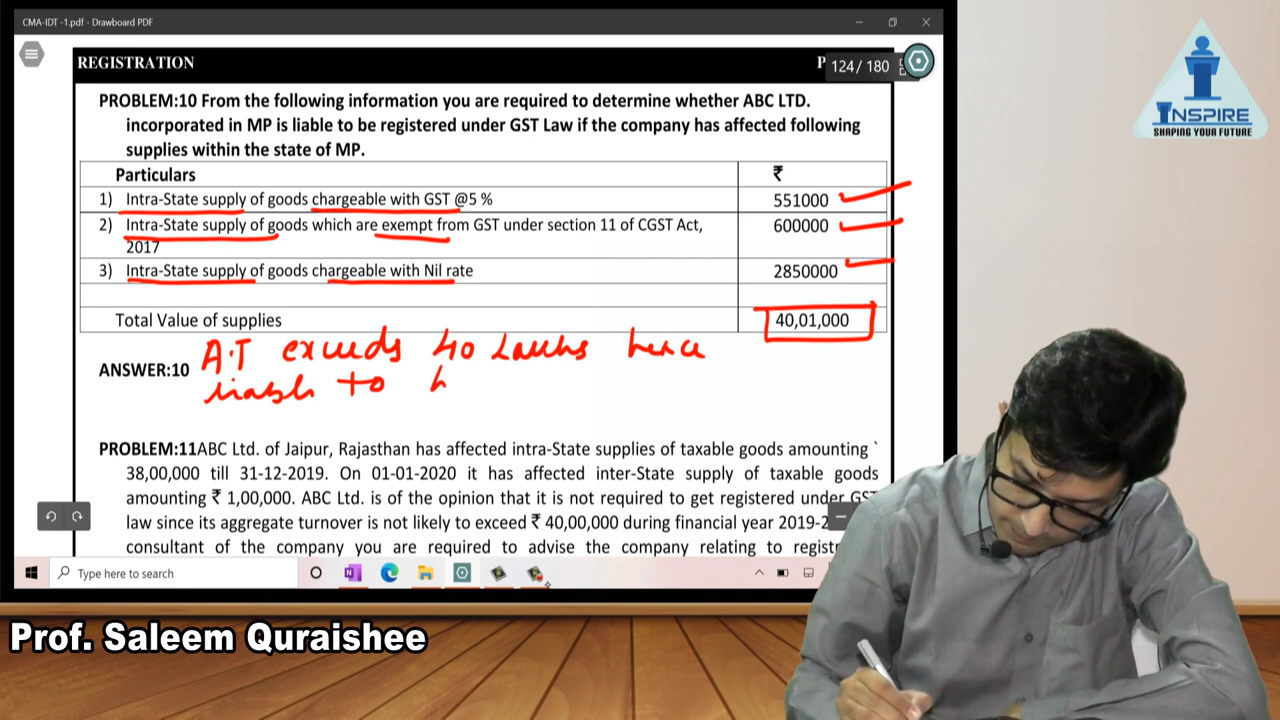 CMA-IDT -1.pdf - Drawboard PDF
REGISTRATION
P
124 / 180
INSPIRE
SHAPING YOUR FUTURE
PROBLEM:10 From the following information you are required to determine whether ABC LTD.
incorporated in MP is liable to be registered under GST Law if the company has affected following
supplies within the state of MP.
Particulars ₹
1) Intra-State supply of goods chargeable with GST @5 % 551000
2) Intra-State supply of goods which are exempt from GST under section 11 of CGST Act, 600000
2017
3) Intra-State supply of goods chargeable with Nil rate 2850000
Total Value of supplies 40,01,000
A.T exceeds 40 Lakhs hence
ANSWER:10
liable to
PROBLEM:11ABC Ltd. of Jaipur, Rajasthan has affected intra-State supplies of taxable goods amounting `
38,00,000 till 31-12-2019. On 01-01-2020 it has affected inter-State supply of taxable goods
amounting ₹ 1,00,000. ABC Ltd. is of the opinion that it is not required to get registered under GST
law since its aggregate turnover is not likely to exceed ₹ 40,00,000 during financial year 2019-2
consultant of the company you are required to advise the company relating to registr
Type here to search
Prof. Saleem Quraishee